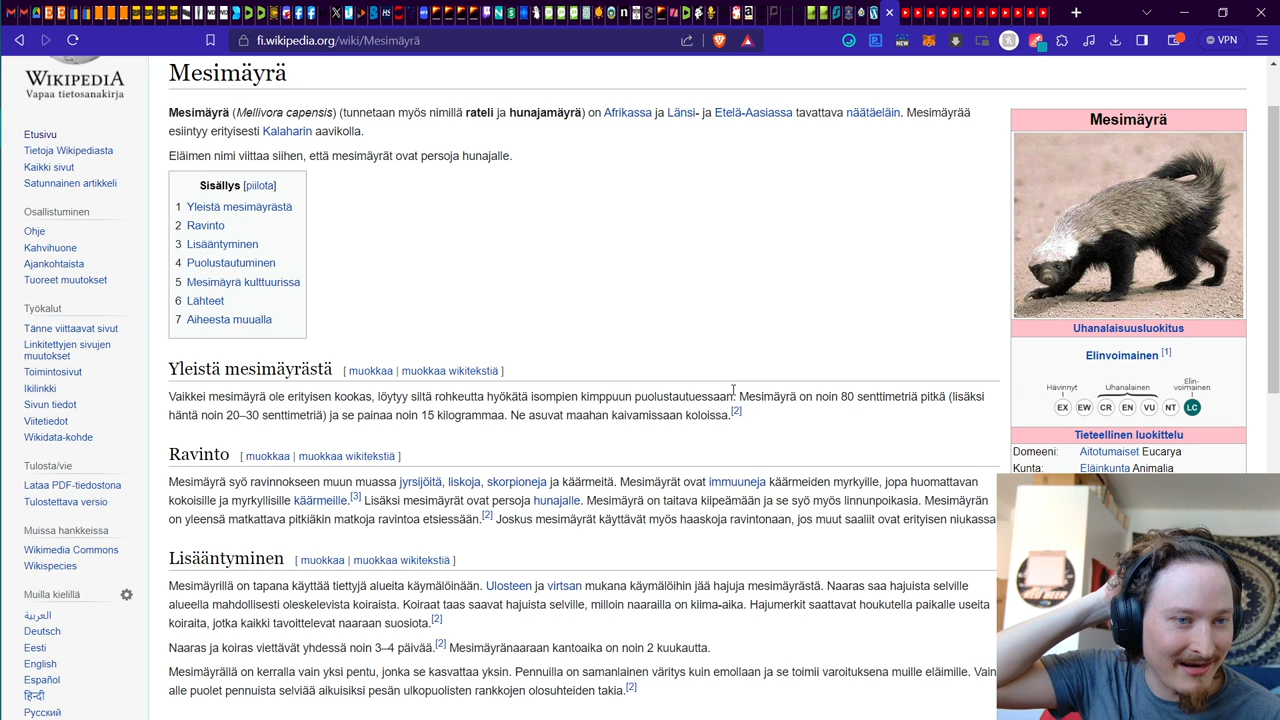 fi.wikipedia.org/wiki/Mesimäyrä
NEW
VPN
WIKIPEDIA
Vapaa tietosanakirja
Etusivu
Tietoja Wikipediasta
Kaikki sivut
Satunnainen artikkeli
Osallistuminen
Ohje
Kahvihuone
Ajankohtaista
Tuoreet muutokset
Työkalut
Tänne viittaavat sivut
Linkitettyjen sivujen
muutokset
Toimintosivut
Ikilinkki
Sivun tiedot
Viitetiedot
Wikidata-kohde
Tulosta/vie
Lataa PDF-tiedostona
Tulostettava versio
Muissa hankkeissa
Wikimedia Commons
Wikispecies
Muilla kielillä
العربية
Deutsch
Eesti
English
Español
हिन्दी
Русский
Mesimäyrä
Mesimäyrä (Mellivora capensis) (tunnetaan myös nimillä rateli ja hunajamäyrä) on Afrikassa ja Länsi- ja Etelä-Aasiassa tavattava näätäeläin. Mesimäyrää
esiintyy erityisesti Kalaharin aavikolla.
Eläimen nimi viittaa siihen, että mesimäyrät ovat persoja hunajalle.
Sisällys [piilota]
1 Yleistä mesimäyrästä
2 Ravinto
3 Lisääntyminen
4 Puolustautuminen
5 Mesimäyrä kulttuurissa
6 Lähteet
7 Aiheesta muualla
Yleistä mesimäyrästä [ muokkaa | muokkaa wikitekstiä ]
Vaikkei mesimäyrä ole erityisen kookas, löytyy siltä rohkeutta hyökätä isompien kimppuun puolustautuessaan. Mesimäyrä on noin 80 senttimetriä pitkä (lisäksi
häntä noin 20–30 senttimetriä) ja se painaa noin 15 kilogrammaa. Ne asuvat maahan kaivamissaan koloissa.[2]
Ravinto [ muokkaa | muokkaa wikitekstiä ]
Mesimäyrä syö ravinnokseen muun muassa jyrsijöitä, liskoja, skorpioneja ja käärmeitä. Mesimäyrät ovat immuuneja käärmeiden myrkyille, jopa huomattavan
kokoisille ja myrkyllisille käärmeille.[3] Lisäksi mesimäyrät ovat persoja hunajalle. Mesimäyrä on taitava kiipeämään ja se syö myös linnunpoikasia. Mesimäyrän
on yleensä matkattava pitkiäkin matkoja ravintoa etsiessään.[2] Joskus mesimäyrät käyttävät myös haaskoja ravintonaan, jos muut saaliit ovat erityisen niukassa
Lisääntyminen [ muokkaa | muokkaa wikitekstiä ]
Mesimäyrillä on tapana käyttää tiettyjä alueita käymälöinään. Ulosteen ja virtsan mukana käymälöihin jää hajuja mesimäyrästä. Naaras saa hajuista selville
alueella mahdollisesti oleskelevista koiraista. Koiraat taas saavat hajuista selville, milloin naarailla on kiima-aika. Hajumerkit saattavat houkutella paikalle useita
koiraita, jotka kaikki tavoittelevat naaraan suosiota.[2]
Naaras ja koiras viettävät yhdessä noin 3–4 päivää.[2] Mesimäyränaaraan kantoaika on noin 2 kuukautta.
Mesimäyrällä on kerralla vain yksi pentu, jonka se kasvattaa yksin. Pennuilla on samanlainen väritys kuin emollaan ja se toimii varoituksena muille eläimille. Vain
alle puolet pennuista selviää aikuisiksi pesän ulkopuolisten rankkojen olosuhteiden takia.[2]
Mesimäyrä
Uhanalaisuusluokitus
Elinvoimainen [1]
Hävinnyt Uhanalainen Elin-
voimainen
EX EW CR EN VU NT LC
Tieteellinen luokittelu
Domeeni: Aitotumaiset Eucarya
Kunta: Eläinkunta Animalia